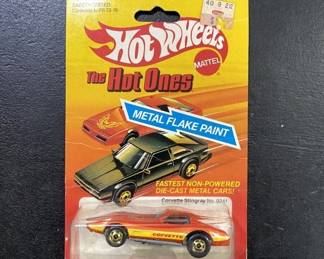 Hot Wheels
MATTEL
The Hot Ones
METAL FLAKE PAINT
FASTEST NON-POWERED
DIE-CAST METAL CARS!
Corvette Stingray No.
CORVETTE